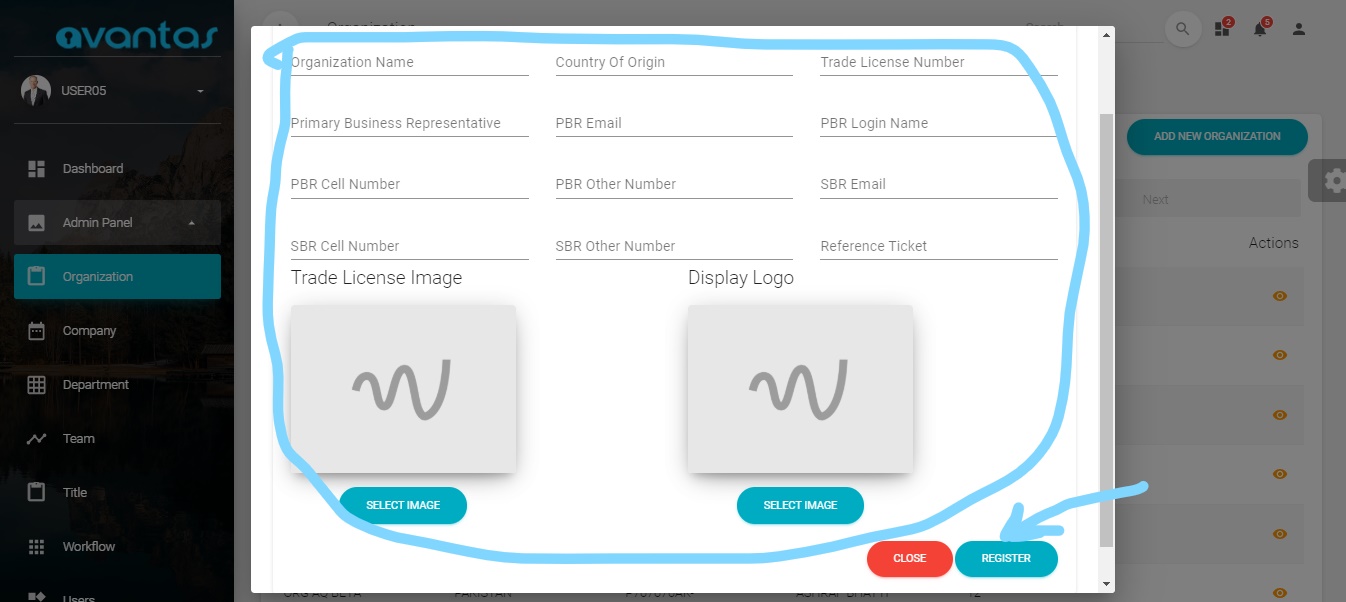 avantas
Organization
Search
2
5
USER05
Organization Name
Country Of Origin
Trade License Number
Primary Business Representative
PBR Email
PBR Login Name
ADD NEW ORGANIZATION
Dashboard
PBR Cell Number
PBR Other Number
SBR Email
Next
Admin Panel
SBR Cell Number
SBR Other Number
Reference Ticket
Actions
Organization
Trade License Image
Display Logo
Company
Department
Team
Title
SELECT IMAGE
SELECT IMAGE
Workflow
CLOSE
REGISTER
Users
PAKISTAN
12